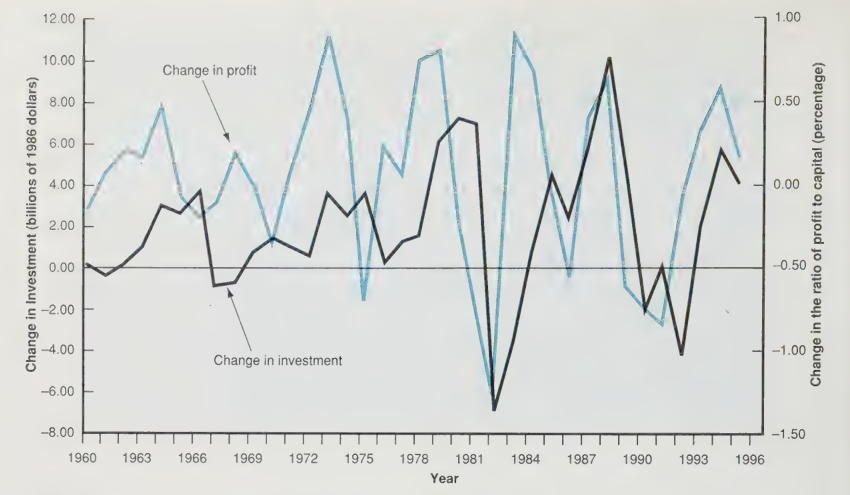 12.00
10.00
8.00
6.00
4.00
2.00
0.00
–2.00
–4.00
–6.00
–8.00
Change in Investment (billions of 1986 dollars)
Change in profit
Change in investment
1.00
0.50
0.00
–0.50
–1.00
–1.50
Change in the ratio of profit to capital (percentage)
1960 1963 1966 1969 1972 1975 1978 1981 1984 1987 1990 1993 1996
Year